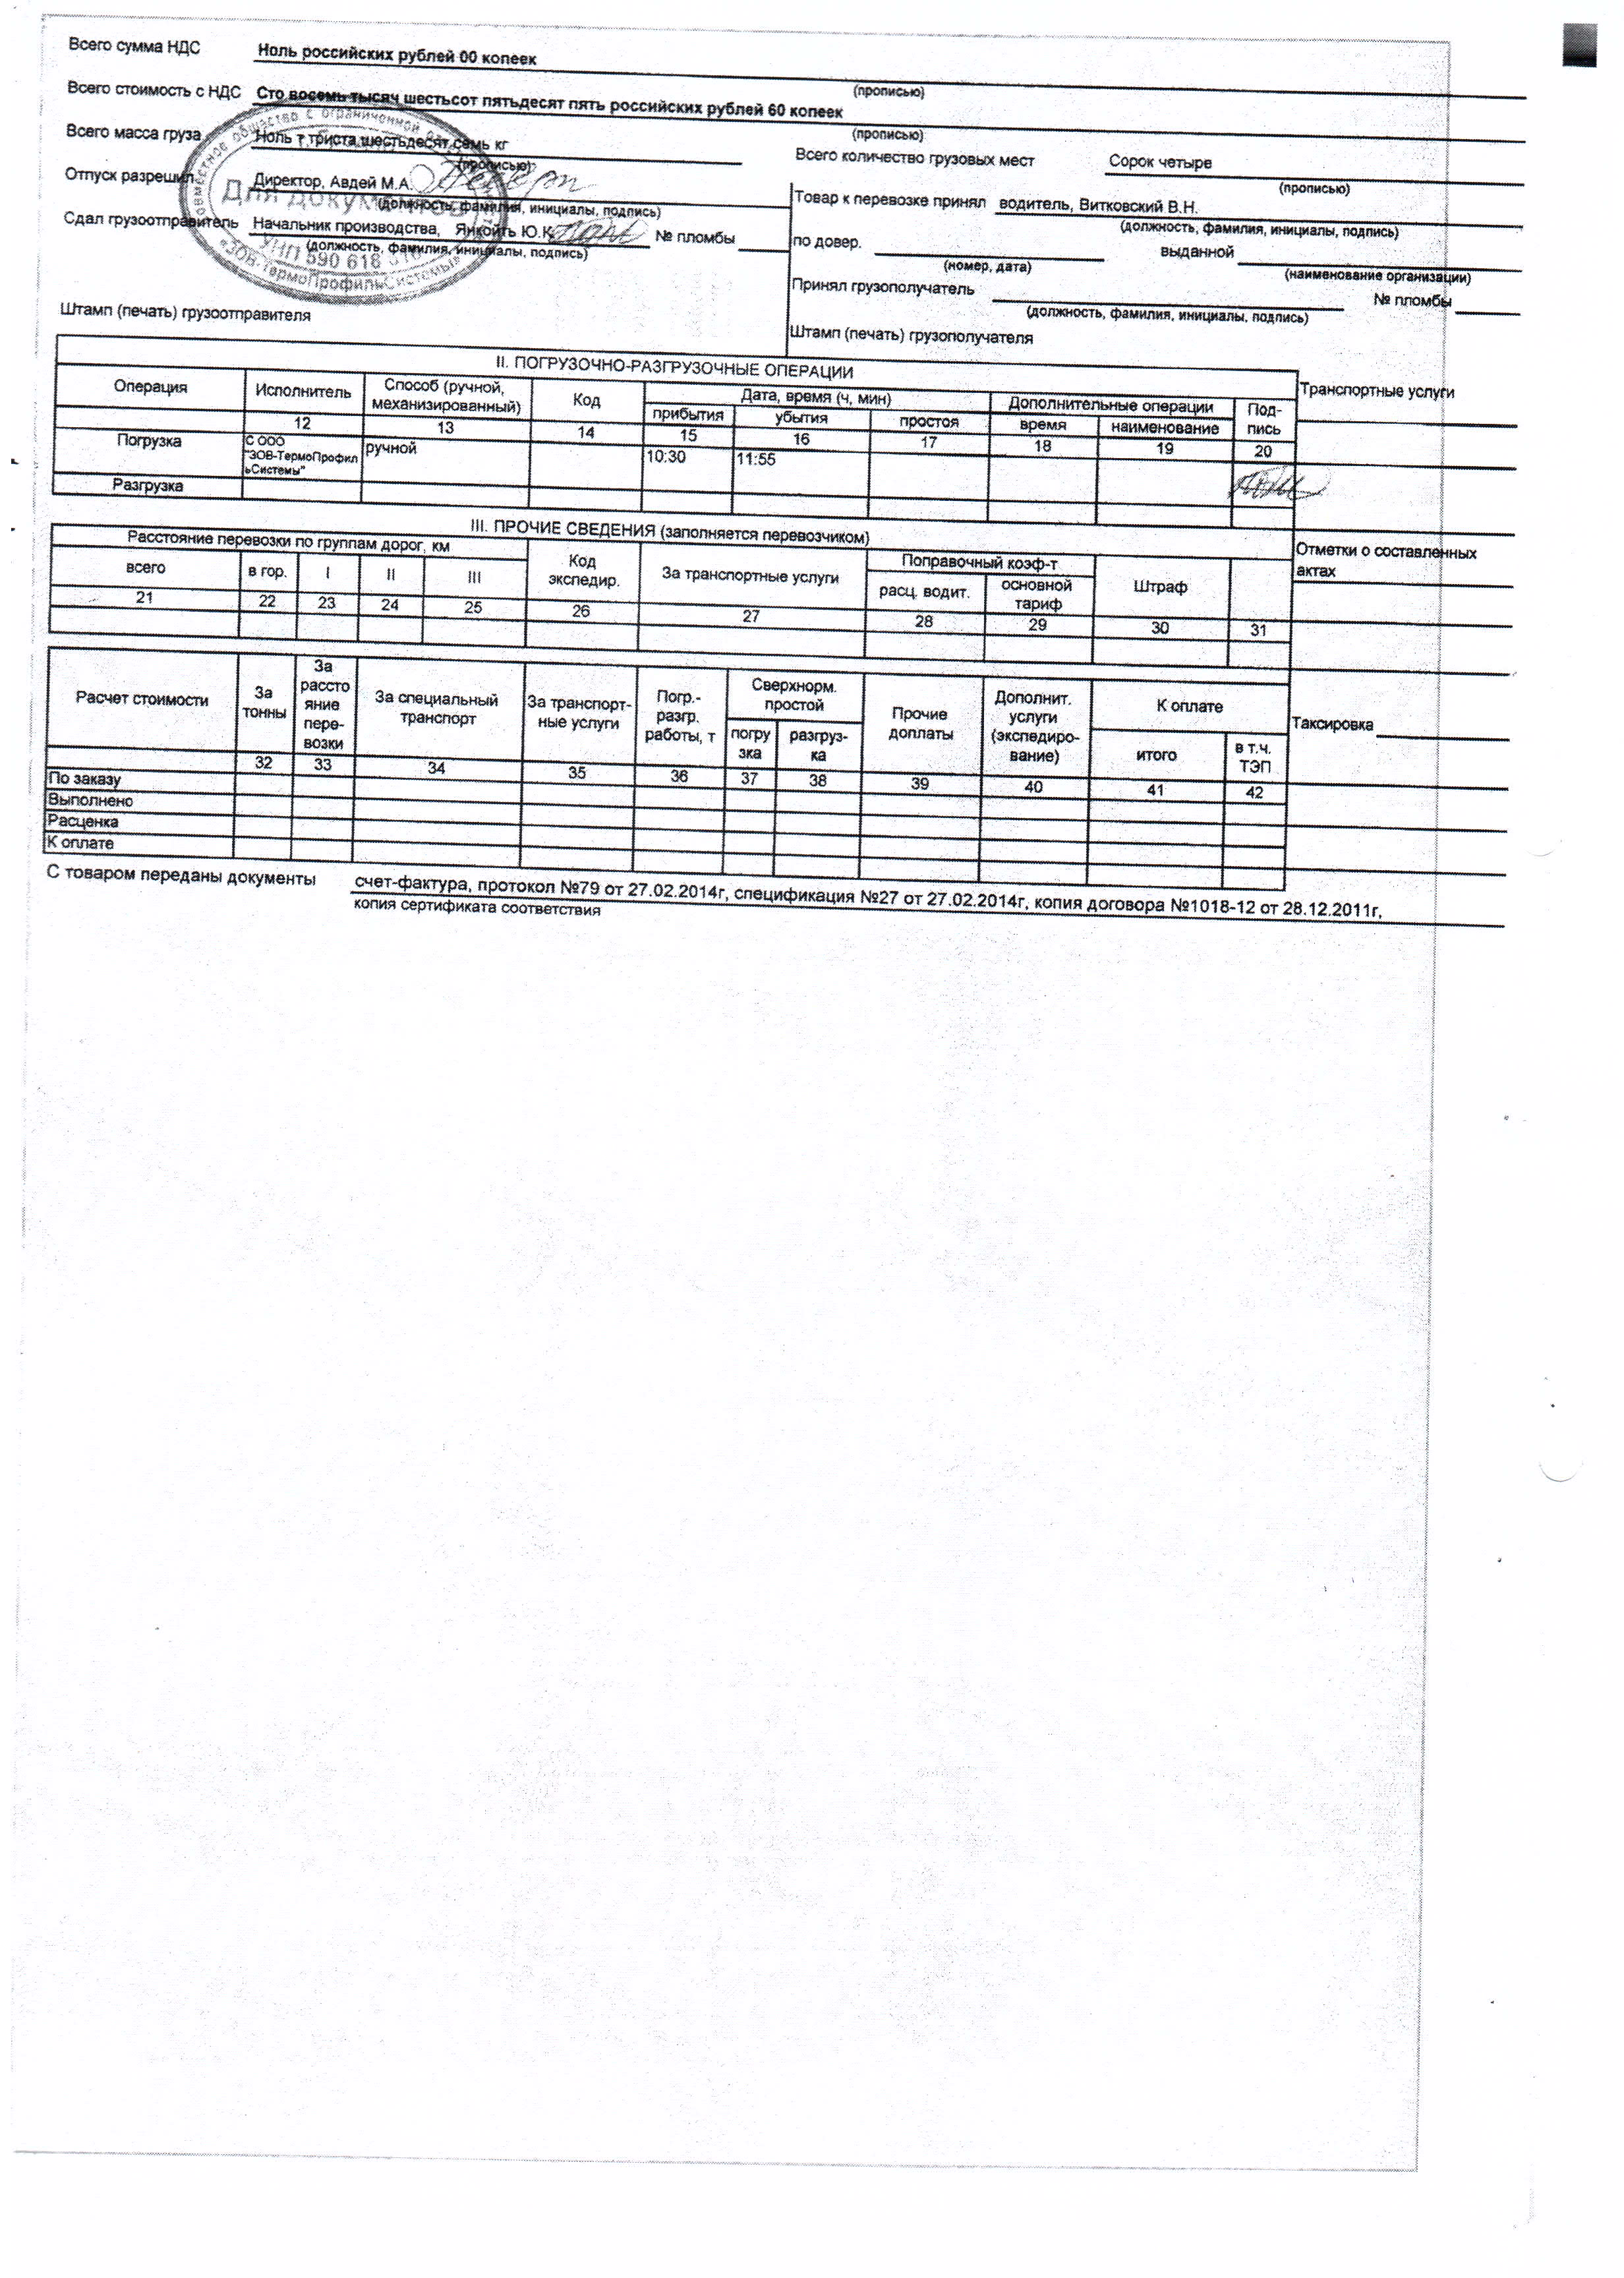 Всего сумма НДС Ноль российских рублей 00 копеек
(прописью)
Всего стоимость с НДС Сто восемь тысяч шестьсот пятьдесят пять российских рублей 60 копеек
(прописью)
Всего масса груза Ноль т триста шестьдесят семь кг
(прописью)
Всего количество грузовых мест Сорок четыре
(прописью)
Отпуск разрешил Директор, Авдей М.А.
(должность, фамилия, инициалы, подпись)
Товар к перевозке принял водитель, Витковский В.Н.
(должность, фамилия, инициалы, подпись)
Сдал грузоотправитель Начальник производства, Янкойть Ю.К. № пломбы
(должность, фамилия, инициалы, подпись)
по довер. выданной
(номер, дата) (наименование организации)
Принял грузополучатель № пломбы
(должность, фамилия, инициалы, подпись)
Штамп (печать) грузоотправителя
Штамп (печать) грузополучателя
Для документов
УНП 590 618
«ЗОВ-ТермоПрофильСистемы»
II. ПОГРУЗОЧНО-РАЗГРУЗОЧНЫЕ ОПЕРАЦИИ
Транспортные услуги
Операция Исполнитель Способ (ручной, механизированный) Код Дата, время (ч, мин) Дополнительные операции Под-пись
прибытия убытия простоя время наименование
12 13 14 15 16 17 18 19 20
Погрузка С ООО "ЗОВ-ТермоПрофильСистемы" ручной 10:30 11:55
Разгрузка
III. ПРОЧИЕ СВЕДЕНИЯ (заполняется перевозчиком)
Отметки о составленных
актах
Расстояние перевозки по группам дорог, км Код экспедир. За транспортные услуги Поправочный коэф-т Штраф
всего в гор. I II III расц. водит. основной тариф
21 22 23 24 25 26 27 28 29 30 31
Расчет стоимости За тонны За рассто яние пере-возки За специальный транспорт За транспорт-ные услуги Погр.-разгр. работы, т Сверхнорм. простой Прочие доплаты Дополнит. услуги (экспедиро-вание) К оплате
погру зка разгруз-ка итого в т.ч. ТЭП
Таксировка
32 33 34 35 36 37 38 39 40 41 42
По заказу
Выполнено
Расценка
К оплате
С товаром переданы документы счет-фактура, протокол №79 от 27.02.2014г, спецификация №27 от 27.02.2014г, копия договора №1018-12 от 28.12.2011г,
копия сертификата соответствия